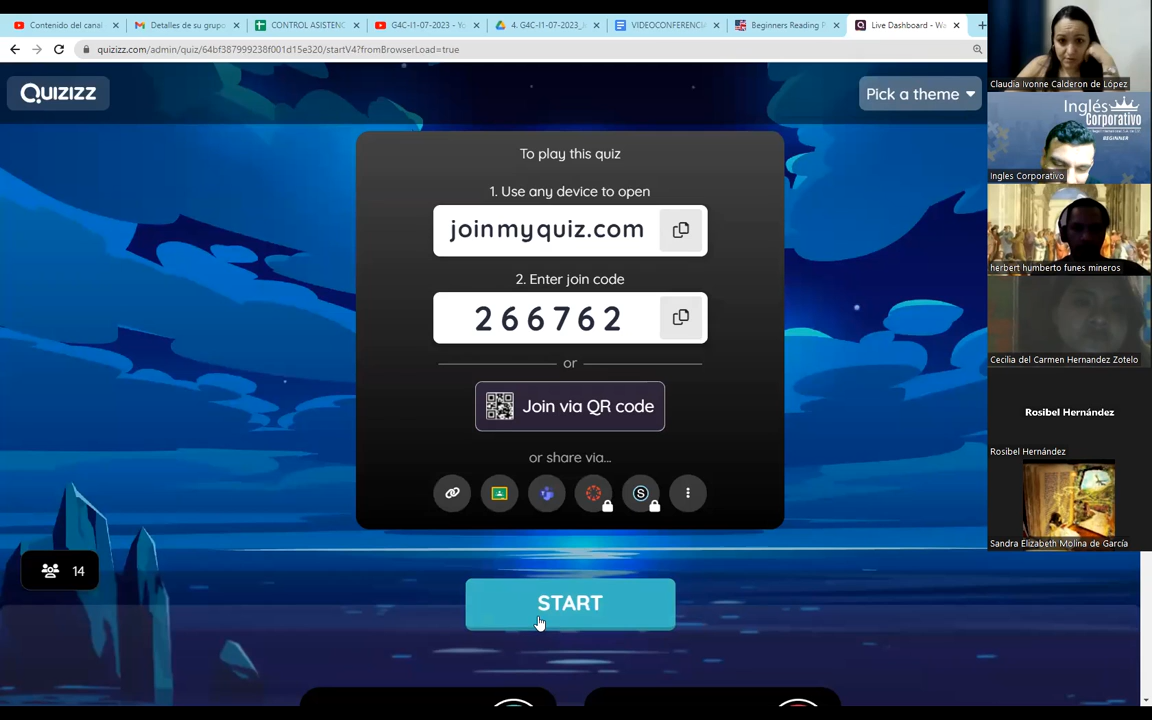 Contenido del canal
Detalles de su grupo
CONTROL ASISTENC
G4C-I1-07-2023 - Yo
4. G4C-I1-07-2023_
VIDEOCONFERENCIA
Beginners Reading P
Live Dashboard - Wa
quizizz.com/admin/quiz/64bf387999238f001d15e320/startV4?fromBrowserLoad=true
Quizizz
Pick a theme
To play this quiz
1. Use any device to open
joinmyquiz.com
2. Enter join code
266762
or
Join via QR code
or share via...
S
14
START
Claudia Ivonne Calderon de López
Inglés
Corporativo
BEGINNER
Ingles Corporativo
herbert humberto funes mineros
Cecilia del Carmen Hernandez Zotelo
Rosibel Hernández
Rosibel Hernández
Sandra Elizabeth Molina de García